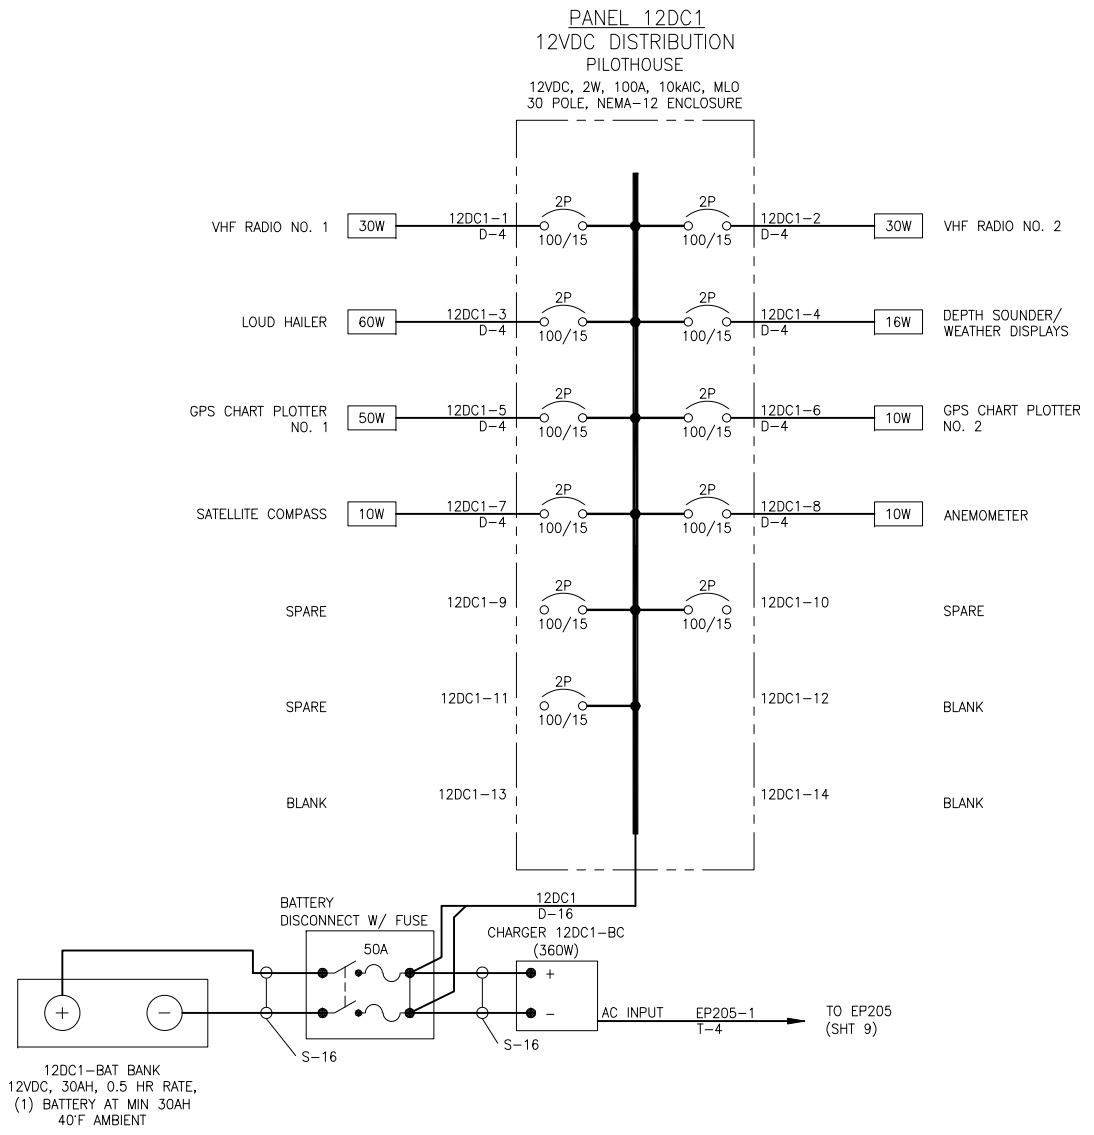 PANEL 12DC1
12VDC DISTRIBUTION
PILOTHOUSE
12VDC, 2W, 100A, 10kAIC, MLO
30 POLE, NEMA-12 ENCLOSURE
VHF RADIO NO. 1
30W
12DC1-1
D-4
2P
100/15
2P
100/15
12DC1-2
D-4
30W
VHF RADIO NO. 2
LOUD HAILER
60W
12DC1-3
D-4
2P
100/15
2P
100/15
12DC1-4
D-4
16W
DEPTH SOUNDER/
WEATHER DISPLAYS
GPS CHART PLOTTER
NO. 1
50W
12DC1-5
D-4
2P
100/15
2P
100/15
12DC1-6
D-4
10W
GPS CHART PLOTTER
NO. 2
SATELLITE COMPASS
10W
12DC1-7
D-4
2P
100/15
2P
100/15
12DC1-8
D-4
10W
ANEMOMETER
SPARE
12DC1-9
2P
100/15
2P
100/15
12DC1-10
SPARE
SPARE
12DC1-11
2P
100/15
12DC1-12
BLANK
BLANK
12DC1-13
12DC1-14
BLANK
12DC1
D-16
BATTERY
DISCONNECT W/ FUSE
50A
CHARGER 12DC1-BC
(360W)
+
-
+
-
AC INPUT
EP205-1
T-4
TO EP205
(SHT 9)
S-16
S-16
12DC1-BAT BANK
12VDC, 30AH, 0.5 HR RATE,
(1) BATTERY AT MIN 30AH
40°F AMBIENT